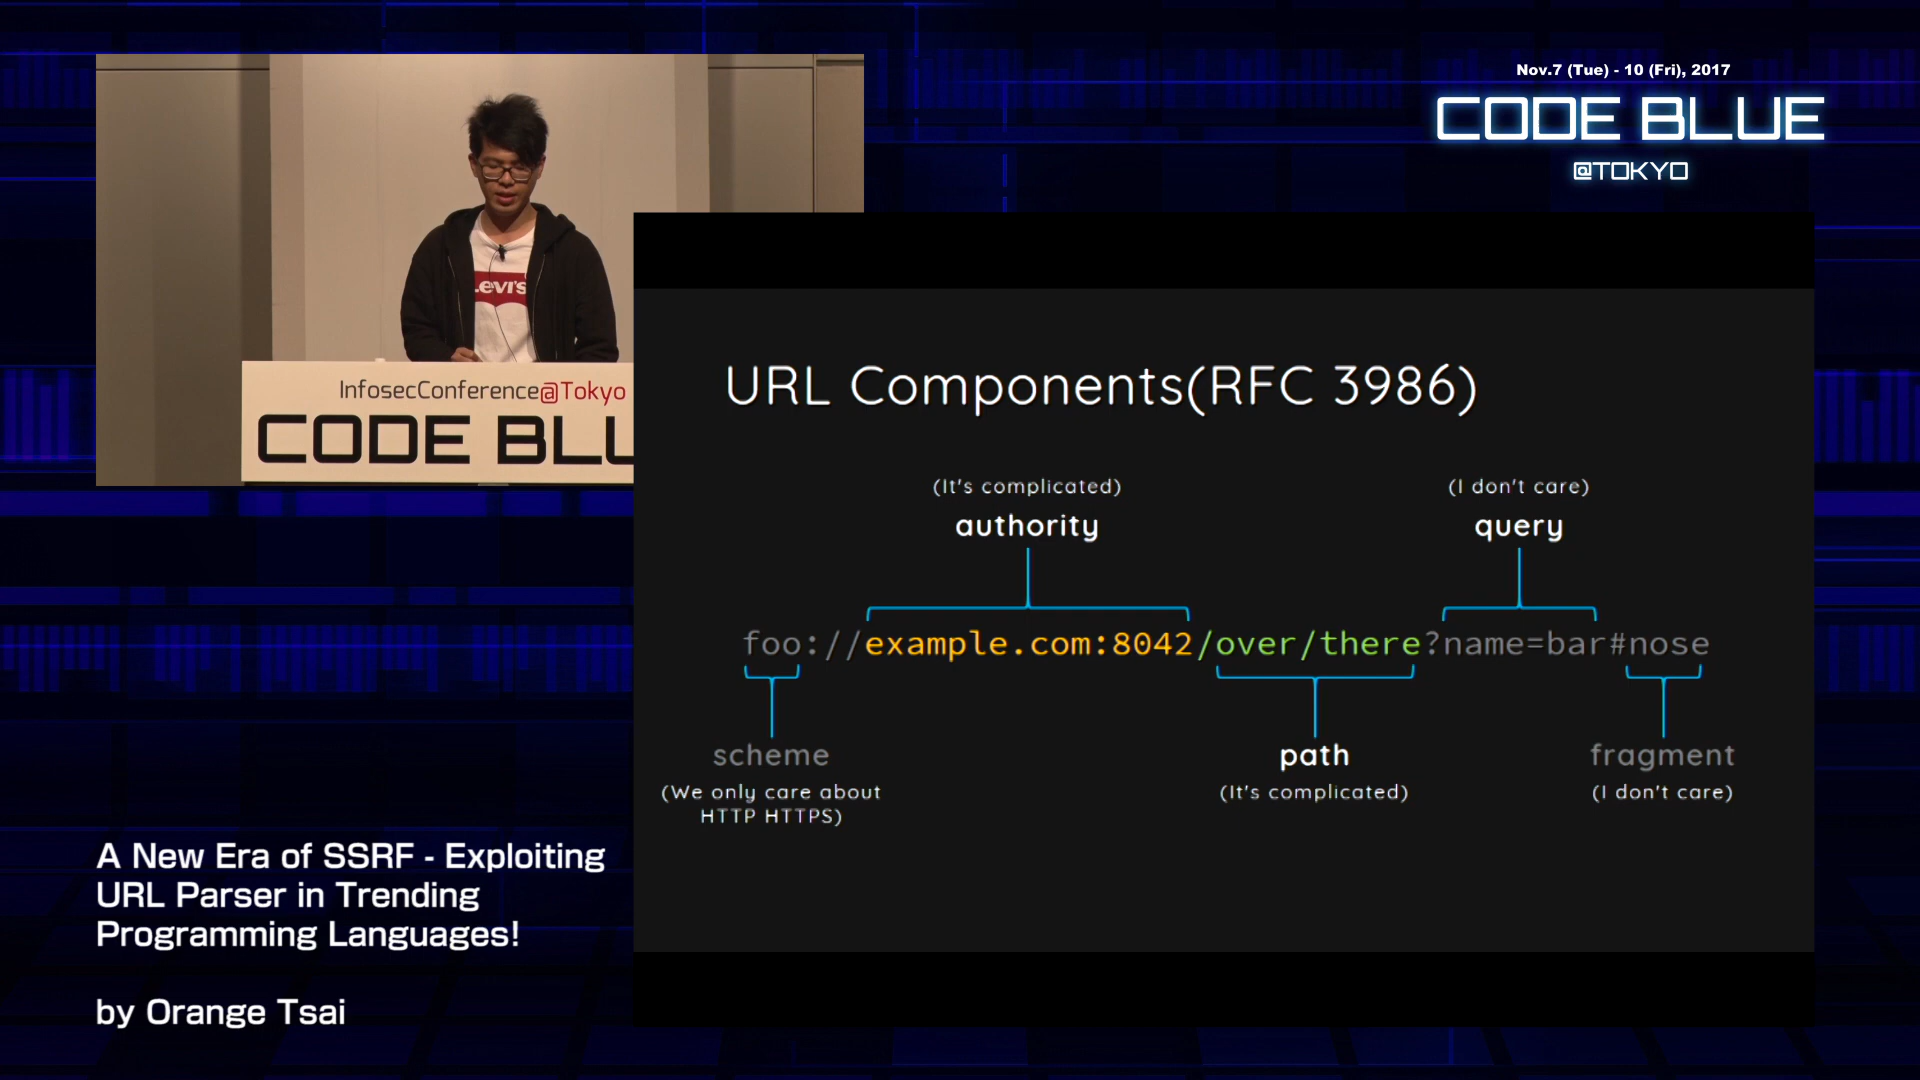 Nov.7 (Tue) - 10 (Fri), 2017
CODE BLUE
@TOKYO
Levi's
InfosecConference@Tokyo
CODE BLU
URL Components(RFC 3986)
(It's complicated)
authority
(I don't care)
query
foo://example.com:8042/over/there?name=bar#nose
scheme
(We only care about
HTTP HTTPS)
path
(It's complicated)
fragment
(I don't care)
A New Era of SSRF - Exploiting
URL Parser in Trending
Programming Languages!
by Orange Tsai